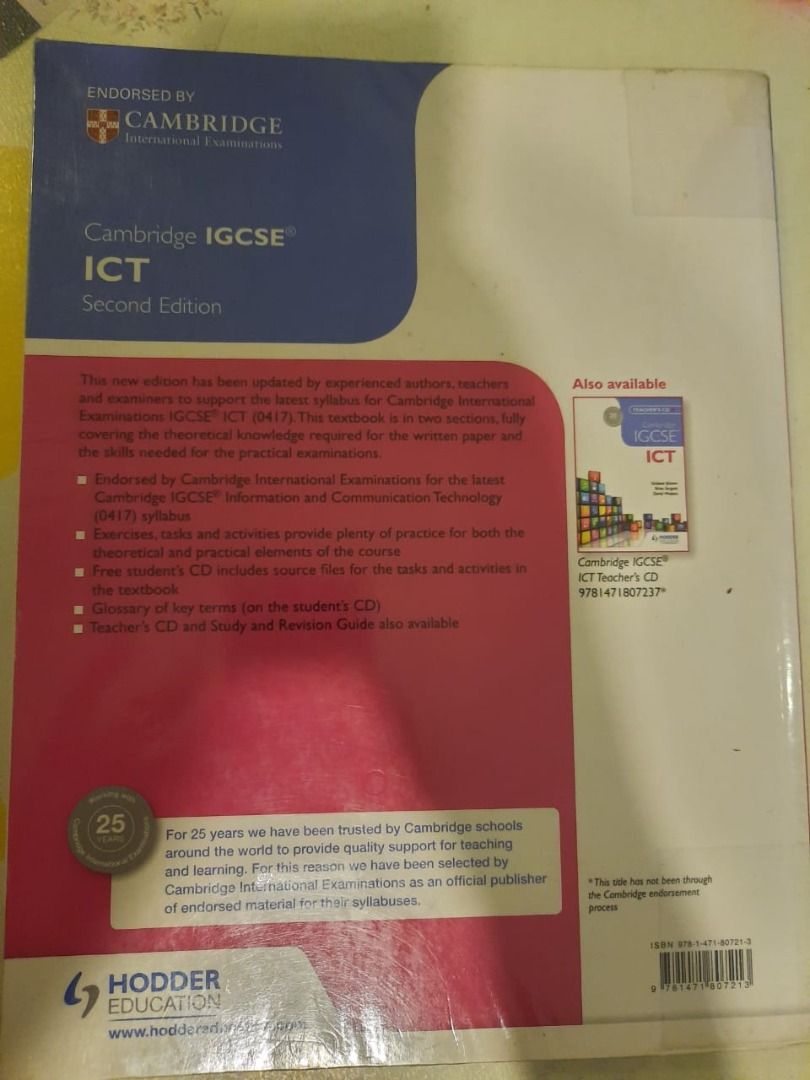 ENDORSED BY
CAMBRIDGE
International Examinations
Cambridge IGCSE®
ICT
Second Edition
This new edition has been updated by experienced authors, teachers
and examiners to support the latest syllabus for Cambridge International
Examinations IGCSE® ICT (0417). This textbook is in two sections, fully
covering the theoretical knowledge required for the written paper and
the skills needed for the practical examinations.
Endorsed by Cambridge International Examinations for the latest
Cambridge IGCSE® Information and Communication Technology
(0417) syllabus
Exercises, tasks and activities provide plenty of practice for both the
theoretical and practical elements of the course
Free student's CD includes source files for the tasks and activities in
the textbook
Glossary of key terms (on the student's CD)
Teacher's CD and Study and Revision Guide also available
Also available
TEACHER'S CD
Cambridge
IGCSE
ICT
HODDER
Cambridge IGCSE®
ICT Teacher's CD
9781471807237*
Working with
25
YEARS
Cambridge International Examinations
For 25 years we have been trusted by Cambridge schools
around the world to provide quality support for teaching
and learning. For this reason we have been selected by
Cambridge International Examinations as an official publisher
of endorsed material for their syllabuses.
*This title has not been through
the Cambridge endorsement
process
ISBN 978-1-471-80721-3
9 781471 807213
HODDER
EDUCATION